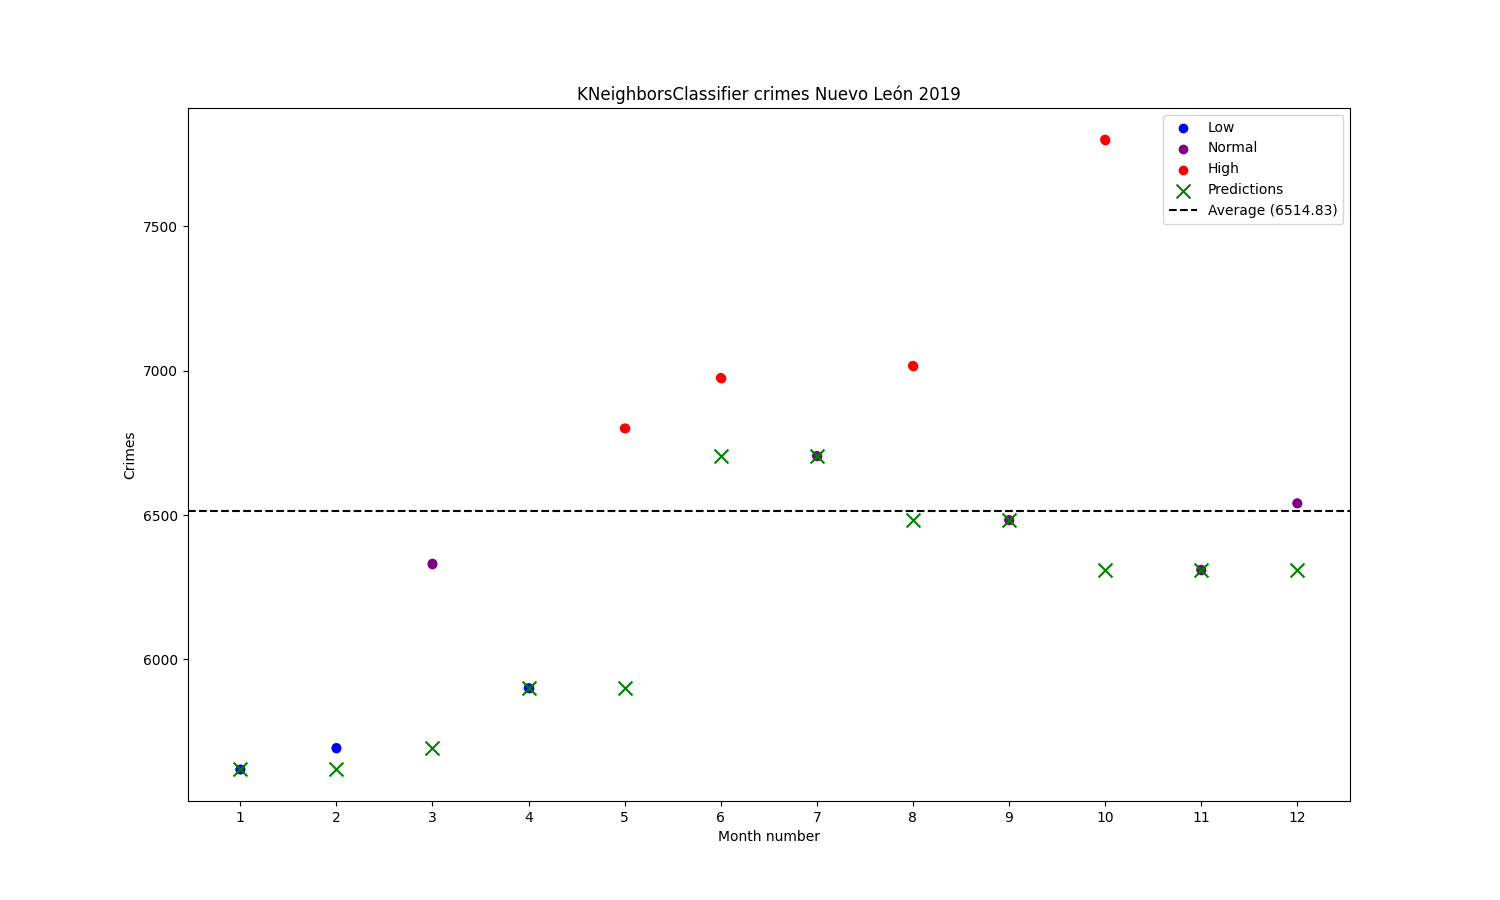 KNeighborsClassifier crimes Nuevo León 2019
Low
Normal
High
Predictions
Average (6514.83)
7500
7000
6500
6000
Crimes
1 2 3 4 5 6 7 8 9 10 11 12
Month number